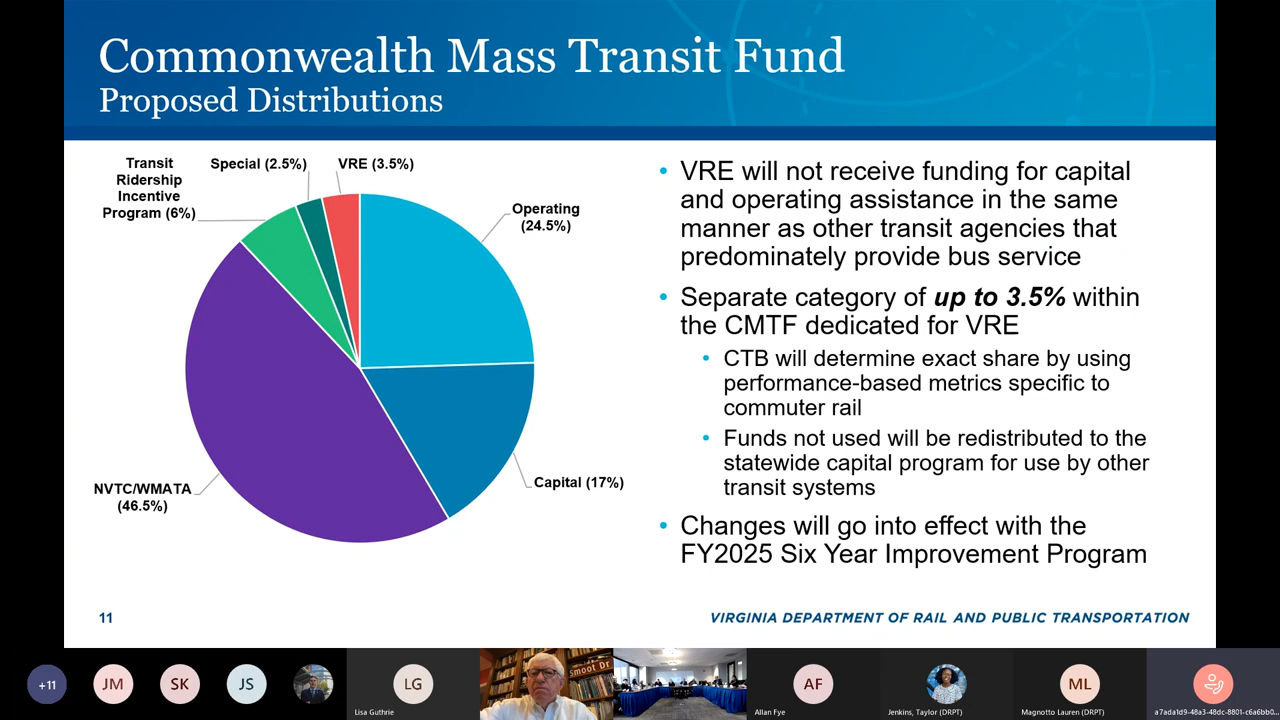 Commonwealth Mass Transit Fund
Proposed Distributions
Transit
Ridership
Incentive
Program (6%)
Special (2.5%)
VRE (3.5%)
Operating
(24.5%)
NVTC/WMATA
(46.5%)
Capital (17%)
• VRE will not receive funding for capital
and operating assistance in the same
manner as other transit agencies that
predominately provide bus service
• Separate category of up to 3.5% within
the CMTF dedicated for VRE
• CTB will determine exact share by using
performance-based metrics specific to
commuter rail
• Funds not used will be redistributed to the
statewide capital program for use by other
transit systems
• Changes will go into effect with the
FY2025 Six Year Improvement Program
11
VIRGINIA DEPARTMENT OF RAIL AND PUBLIC TRANSPORTATION
+11
JM
SK
JS
LG
Lisa Guthrie
Smoot Dr
AF
Allan Fye
Jenkins, Taylor (DRPT)
ML
Magnotto Lauren (DRPT)
a7ada1d9-48a3-48dc-8801-c6a6bb0...